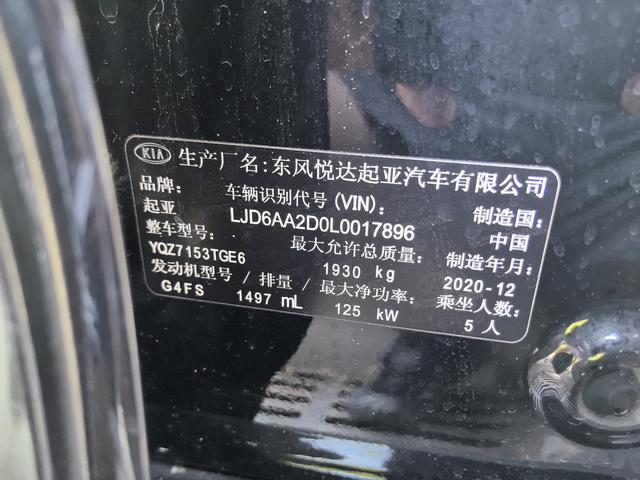 KIA 生产厂名:东风悦达起亚汽车有限公司
品牌: 车辆识别代号(VIN): 制造国:
起亚 LJD6AA2D0L0017896 中国
整车型号: 最大允许总质量: 制造年月:
YQZ7153TGE6 1930 kg 2020-12
发动机型号/排量/最大净功率: 乘坐人数:
G4FS 1497 mL 125 kW 5 人